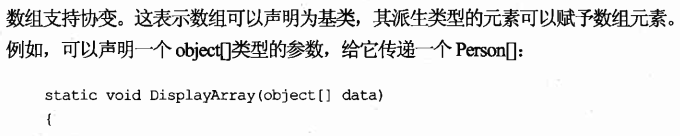 数组支持协变。这表示数组可以声明为基类，其派生类型的元素可以赋予数组元素。
例如，可以声明一个 object[]类型的参数，给它传递一个 Person[]：
static void DisplayArray(object[] data)
{